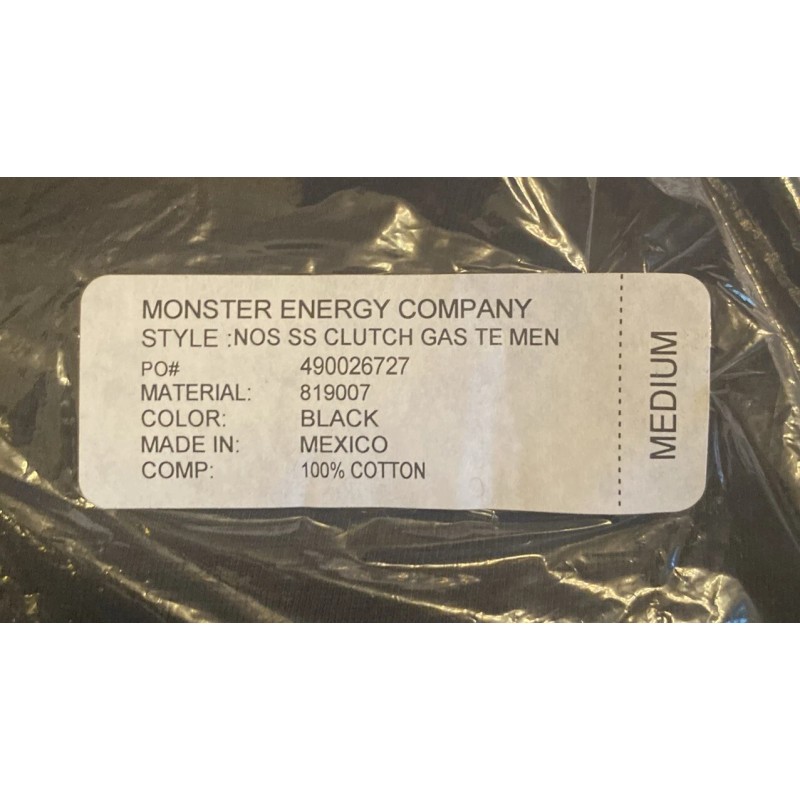 MONSTER ENERGY COMPANY
STYLE :NOS SS CLUTCH GAS TE MEN
PO# 490026727
MATERIAL: 819007
COLOR: BLACK
MADE IN: MEXICO
COMP: 100% COTTON
MEDIUM